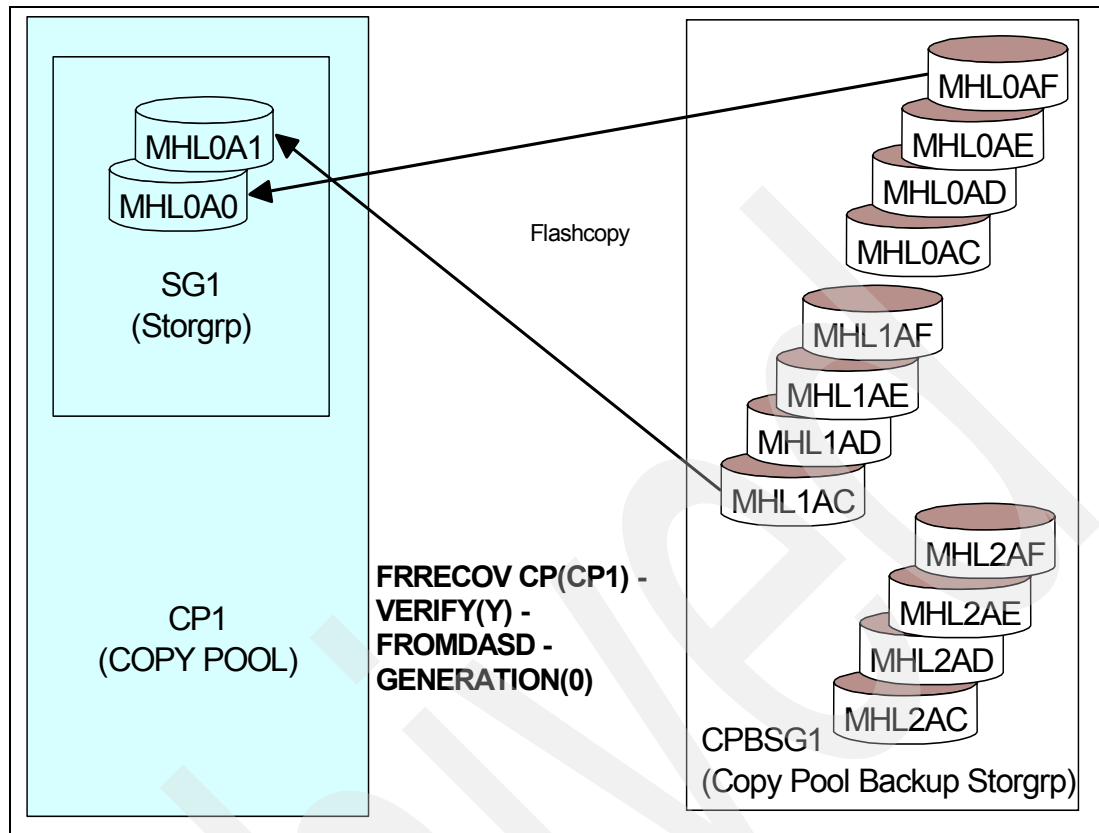 MHL0A1
MHL0A0
SG1
(Storgrp)
CP1
(COPY POOL)
Flashcopy
FRRECOV CP(CP1) -
VERIFY(Y) -
FROMDASD -
GENERATION(0)
MHL0AF
MHL0AE
MHL0AD
MHL0AC
MHL1AF
MHL1AE
MHL1AD
MHL1AC
MHL2AF
MHL2AE
MHL2AD
MHL2AC
CPBSG1
(Copy Pool Backup Storgrp)